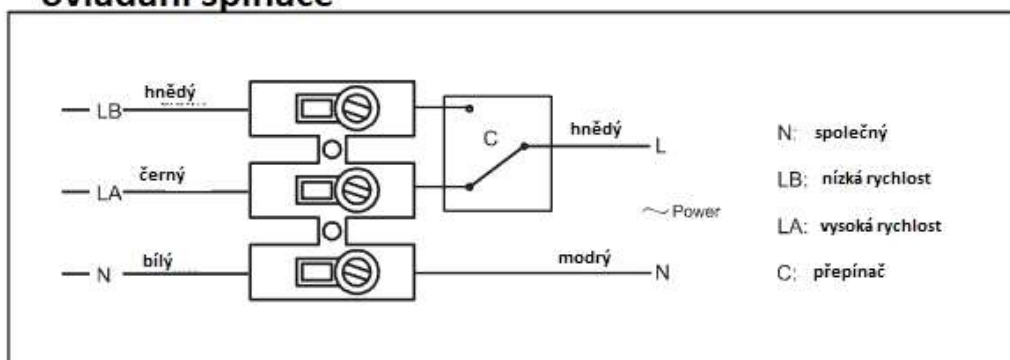 ovládání spínače
LB hnědý
LA černý
N bílý
C
hnědý L
~ Power
modrý N
N: společný
LB: nízká rychlost
LA: vysoká rychlost
C: přepínač